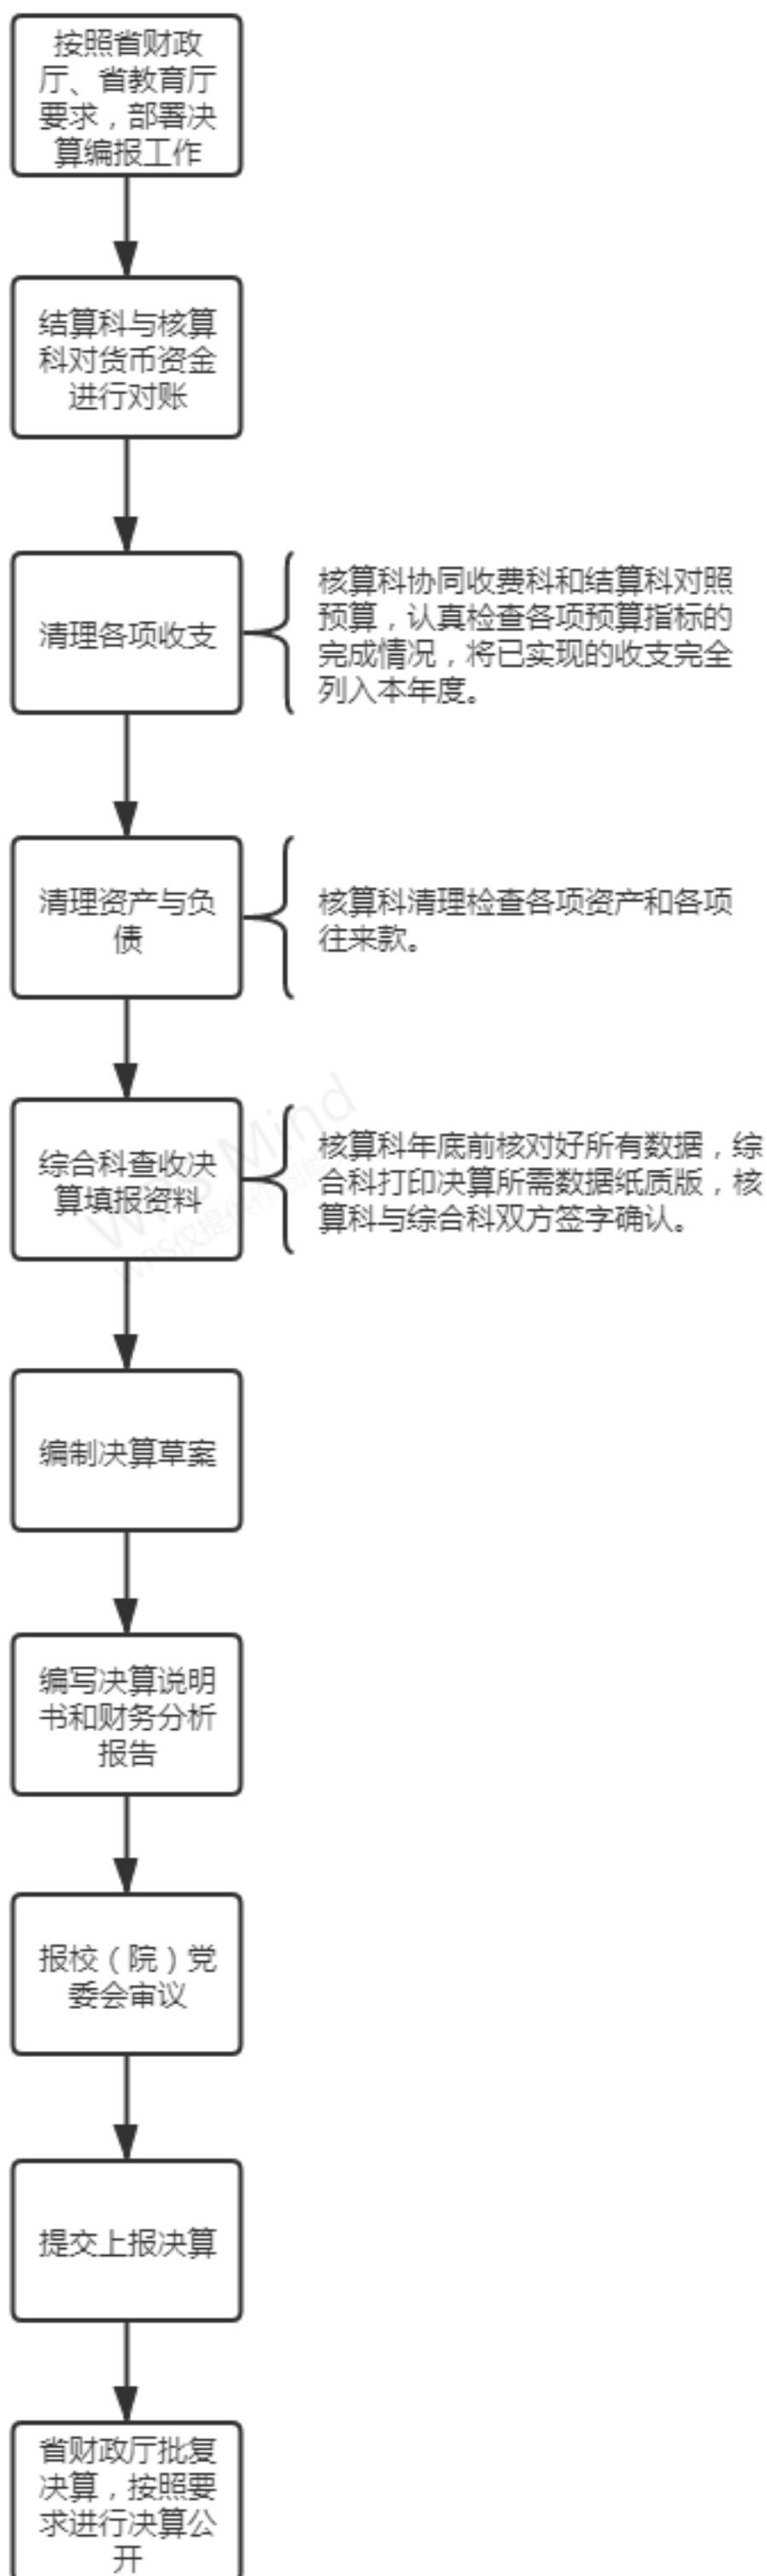 按照省财政
厅、省教育厅
要求，部署决
算编报工作
结算科与核算
科对货币资金
进行对账
清理各项收支
核算科协同收费科和结算科对照
预算，认真检查各项预算指标的
完成情况，将已实现的收支完全
列入本年度。
清理资产与负
债
核算科清理检查各项资产和各项
往来款。
综合科查收决
算填报资料
核算科年底前核对好所有数据，综
合科打印决算所需数据纸质版，核
算科与综合科双方签字确认。
WPS Mind
WPS仅提供作图
编制决算草案
编写决算说明
书和财务分析
报告
报校（院）党
委会审议
提交上报决算
省财政厅批复
决算，按照要
求进行决算公
开